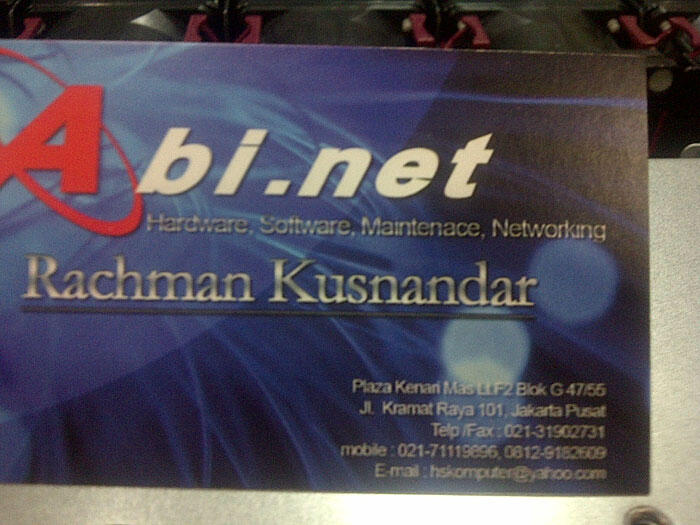 Abi.net
Hardware, Software, Maintenace, Networking
Rachman Kusnandar
Plaza Kenari Mas Lt.F2 Blok G 47/55
Jl. Kramat Raya 101, Jakarta Pusat
Telp /Fax : 021-31902731
mobile : 021-71119896, 0812-9182609
E-mail : hskomputer@yahoo.com